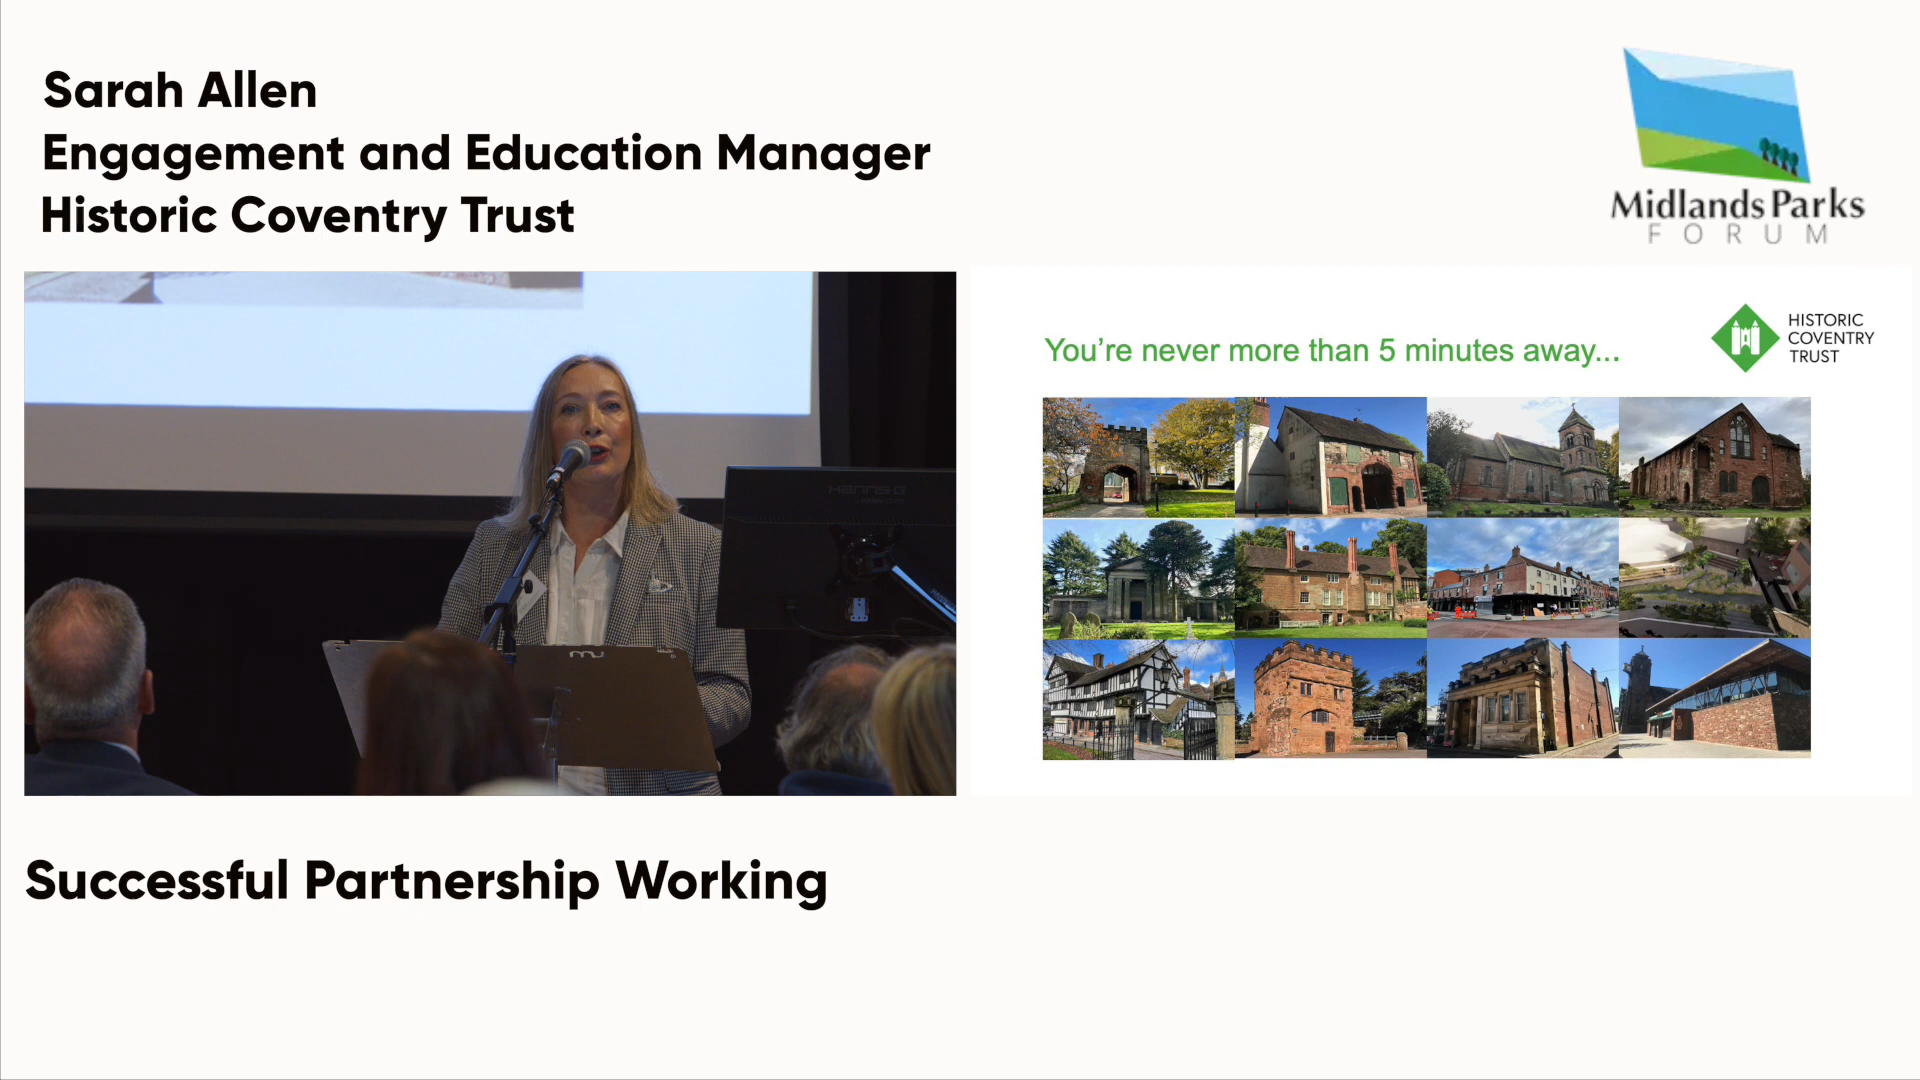 Sarah Allen
Engagement and Education Manager
Historic Coventry Trust
Midlands Parks
FORUM
HANNS-G
You're never more than 5 minutes away...
HISTORIC
COVENTRY
TRUST
Successful Partnership Working